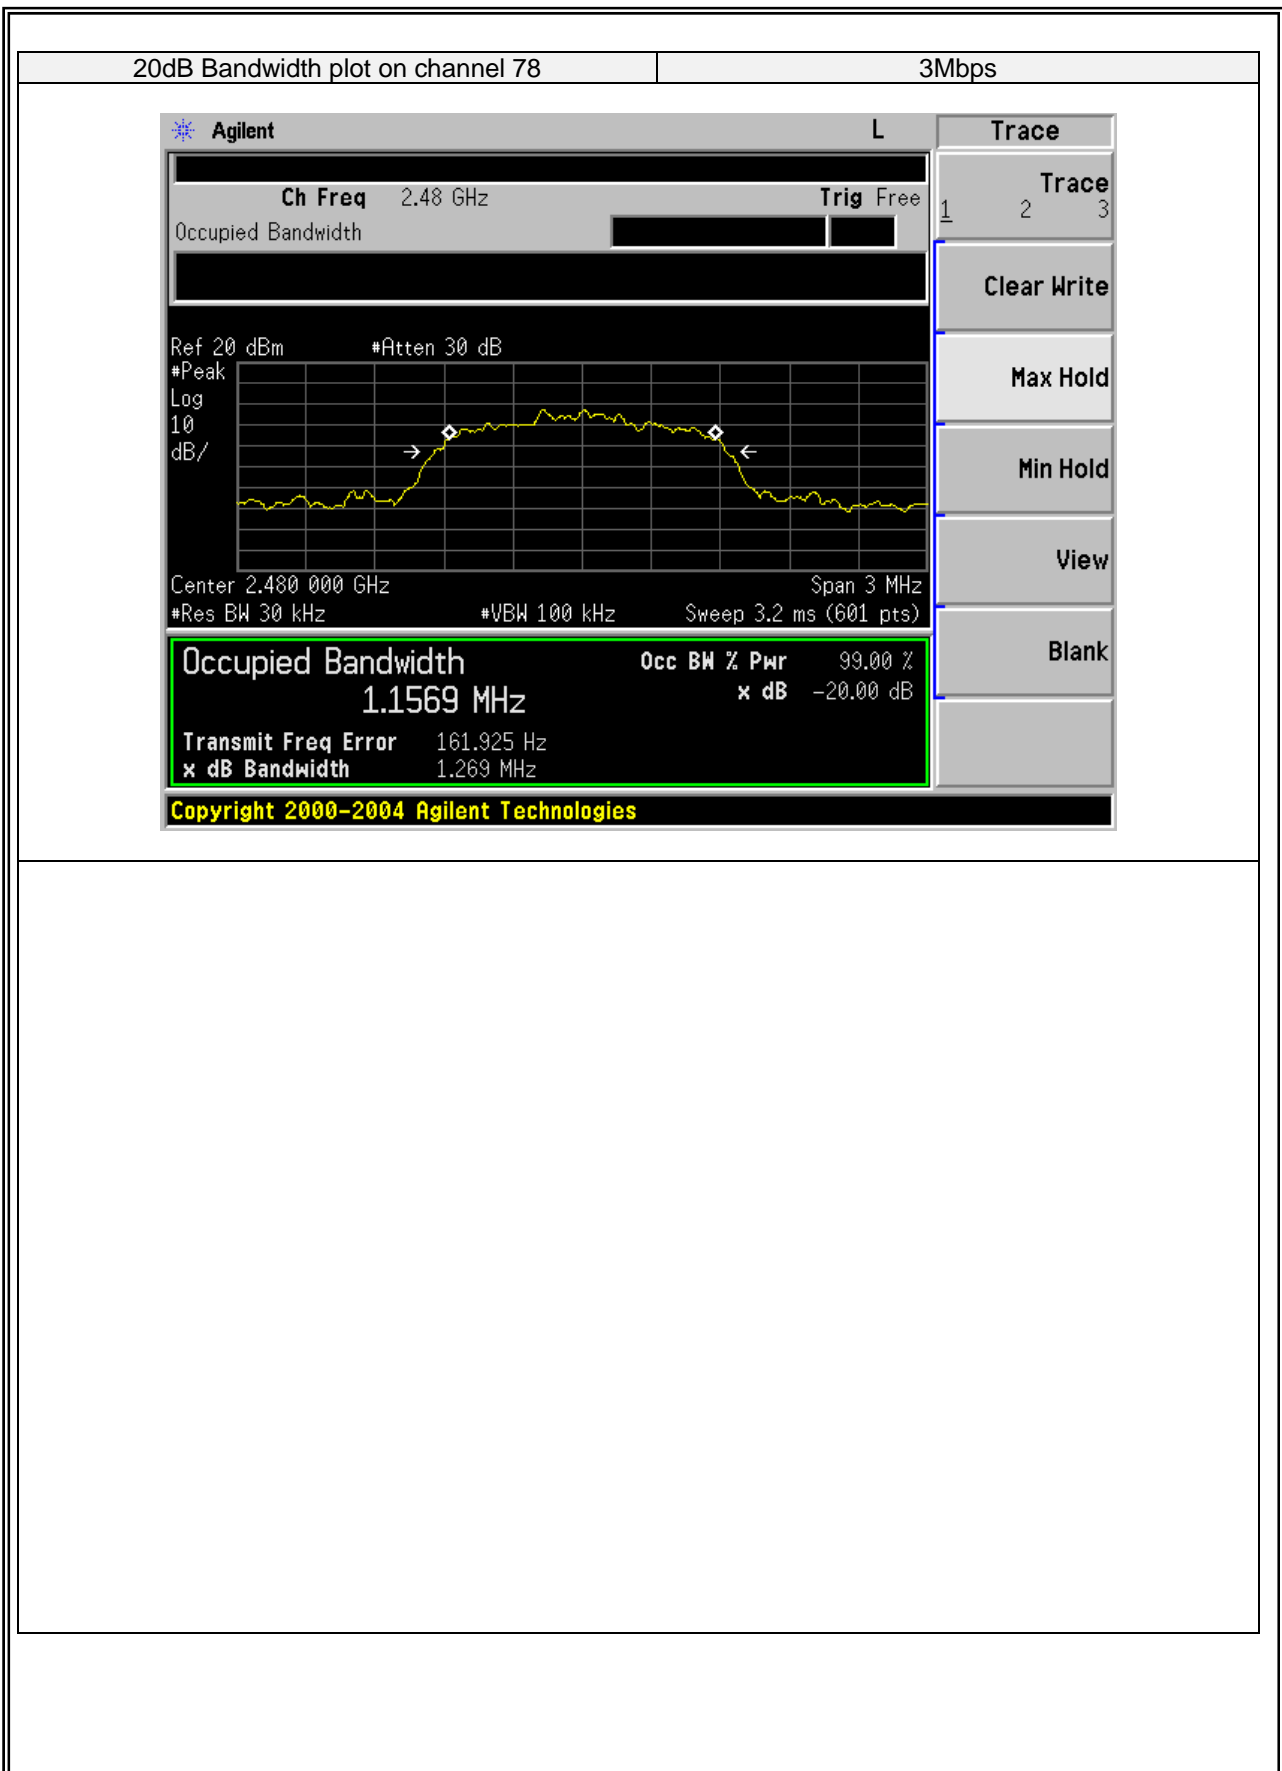 20dB Bandwidth plot on channel 78 3Mbps
Agilent L Trace
Ch Freq 2.48 GHz Trig Free
Occupied Bandwidth
Trace
1 2 3
Clear Write
Max Hold
Min Hold
View
Blank
Ref 20 dBm #Atten 30 dB
#Peak
Log
10
dB/
Center 2.480 000 GHz Span 3 MHz
#Res BW 30 kHz #VBW 100 kHz Sweep 3.2 ms (601 pts)
Occupied Bandwidth Occ BW % Pwr 99.00 %
1.1569 MHz x dB -20.00 dB
Transmit Freq Error 161.925 Hz
x dB Bandwidth 1.269 MHz
Copyright 2000-2004 Agilent Technologies